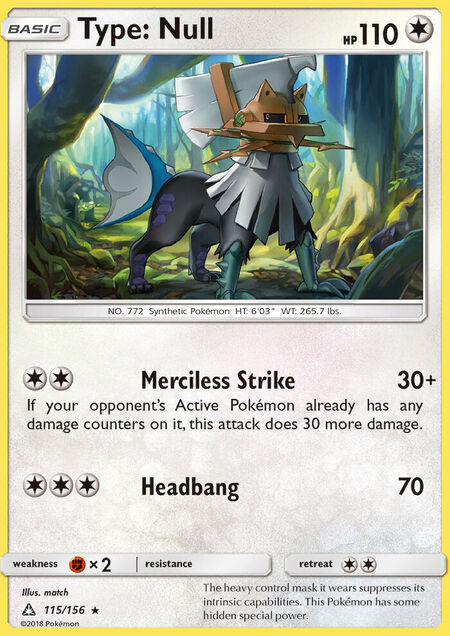 BASIC Type: Null HP 110
NO. 772 Synthetic Pokémon HT: 6'03" WT: 265.7 lbs.
Merciless Strike 30+
If your opponent's Active Pokémon already has any
damage counters on it, this attack does 30 more damage.
Headbang 70
weakness ×2 resistance retreat
Illus. match
115/156 ★
©2018 Pokémon
The heavy control mask it wears suppresses its
intrinsic capabilities. This Pokémon has some
hidden special power.